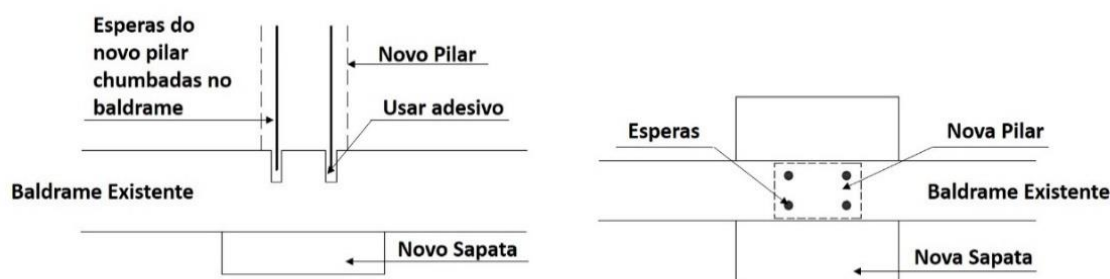 Esperas do
novo pilar
chumbadas no
baldrame
Novo Pilar
Usar adesivo
Baldrame Existente
Novo Sapata
Esperas
Nova Pilar
Baldrame Existente
Nova Sapata